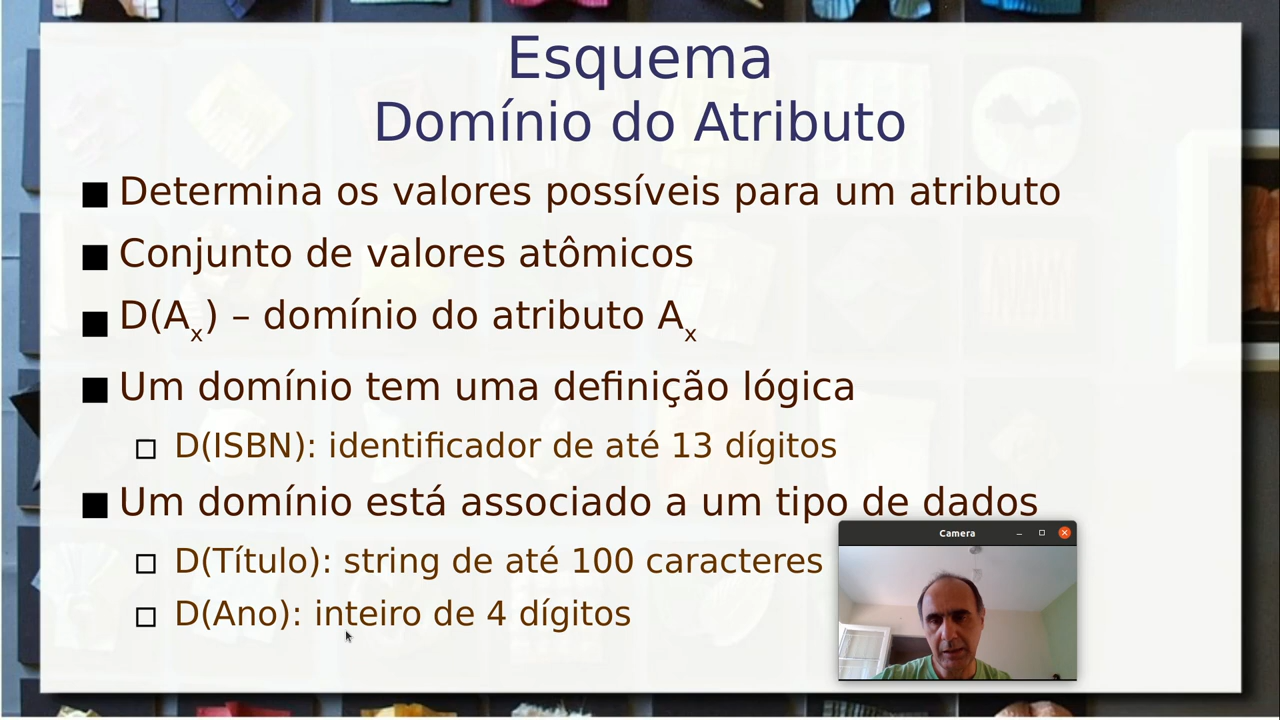 Esquema
Domínio do Atributo
Determina os valores possíveis para um atributo
Conjunto de valores atômicos
D(Ax) – domínio do atributo Ax
Um domínio tem uma definição lógica
D(ISBN): identificador de até 13 dígitos
Um domínio está associado a um tipo de dados
Camera
D(Título): string de até 100 caracteres
D(Ano): inteiro de 4 dígitos